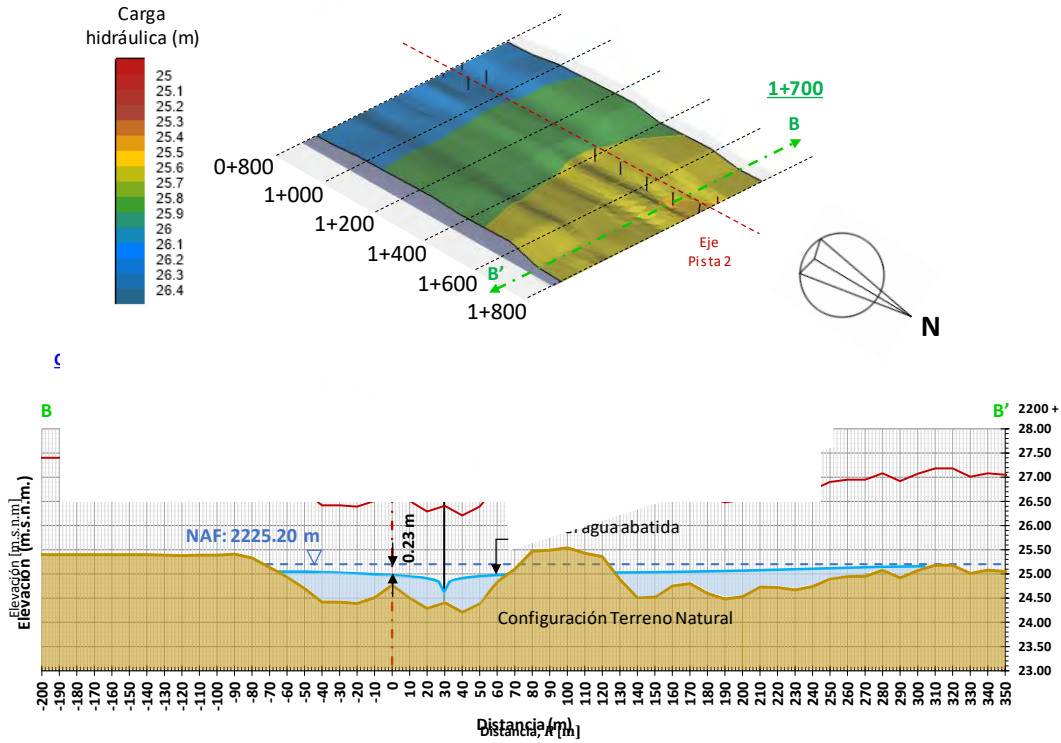 Carga
hidráulica (m)
25
25.1
25.2
25.3
25.4
25.5
25.6
25.7
25.8
25.9
26
26.1
26.2
26.3
26.4
0+800
1+000
1+200
1+400
1+600
1+800
1+700
B
B'
Eje
Pista 2
N
B
B'
2200 +
28.00
27.50
27.00
26.50
26.00
25.50
25.00
24.50
24.00
23.50
23.00
Elevación (m.s.n.m.)
Elevación [m.s.n.m]
NAF: 2225.20 m
0.23 m
agua abatida
Configuración Terreno Natural
-200 -190 -180 -170 -160 -150 -140 -130 -120 -110 -100 -90 -80 -70 -60 -50 -40 -30 -20 -10 0 10 20 30 40 50 60 70 80 90 100 110 120 130 140 150 160 170 180 190 200 210 220 230 240 250 260 270 280 290 300 310 320 330 340 350
Distancia (m)
Distancia, R [m]